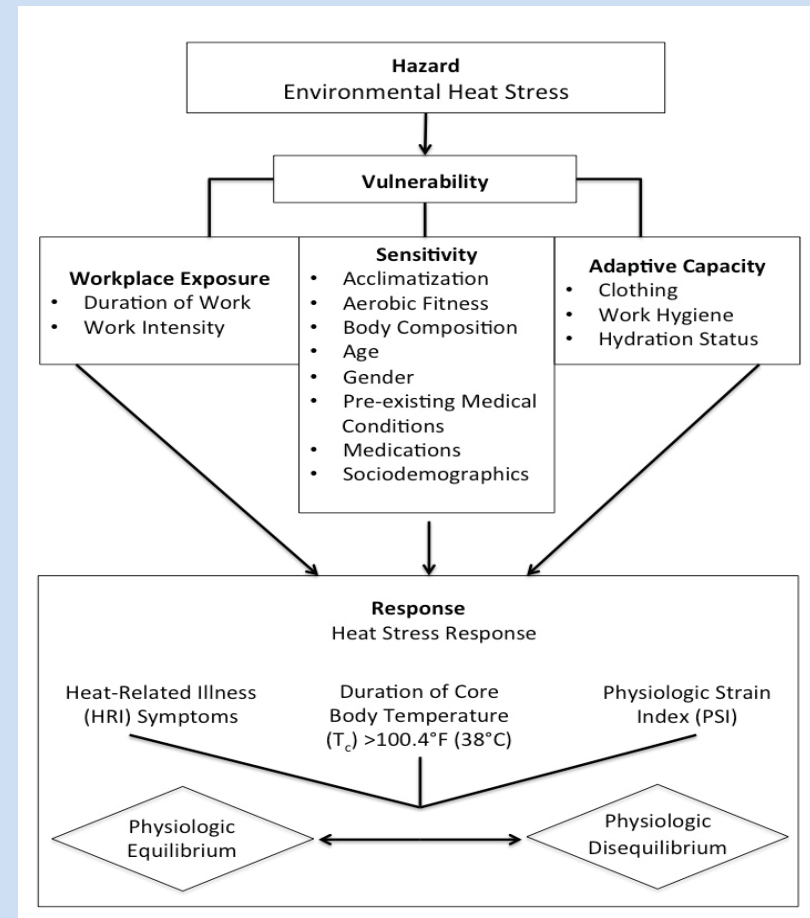 Hazard
Environmental Heat Stress
Vulnerability
Workplace Exposure
• Duration of Work
• Work Intensity
Sensitivity
• Acclimatization
• Aerobic Fitness
• Body Composition
• Age
• Gender
• Pre-existing Medical
Conditions
• Medications
• Sociodemographics
Adaptive Capacity
• Clothing
• Work Hygiene
• Hydration Status
Response
Heat Stress Response
Heat-Related Illness
(HRI) Symptoms
Duration of Core
Body Temperature
(Tc) >100.4°F (38°C)
Physiologic Strain
Index (PSI)
Physiologic
Equilibrium
Physiologic
Disequilibrium